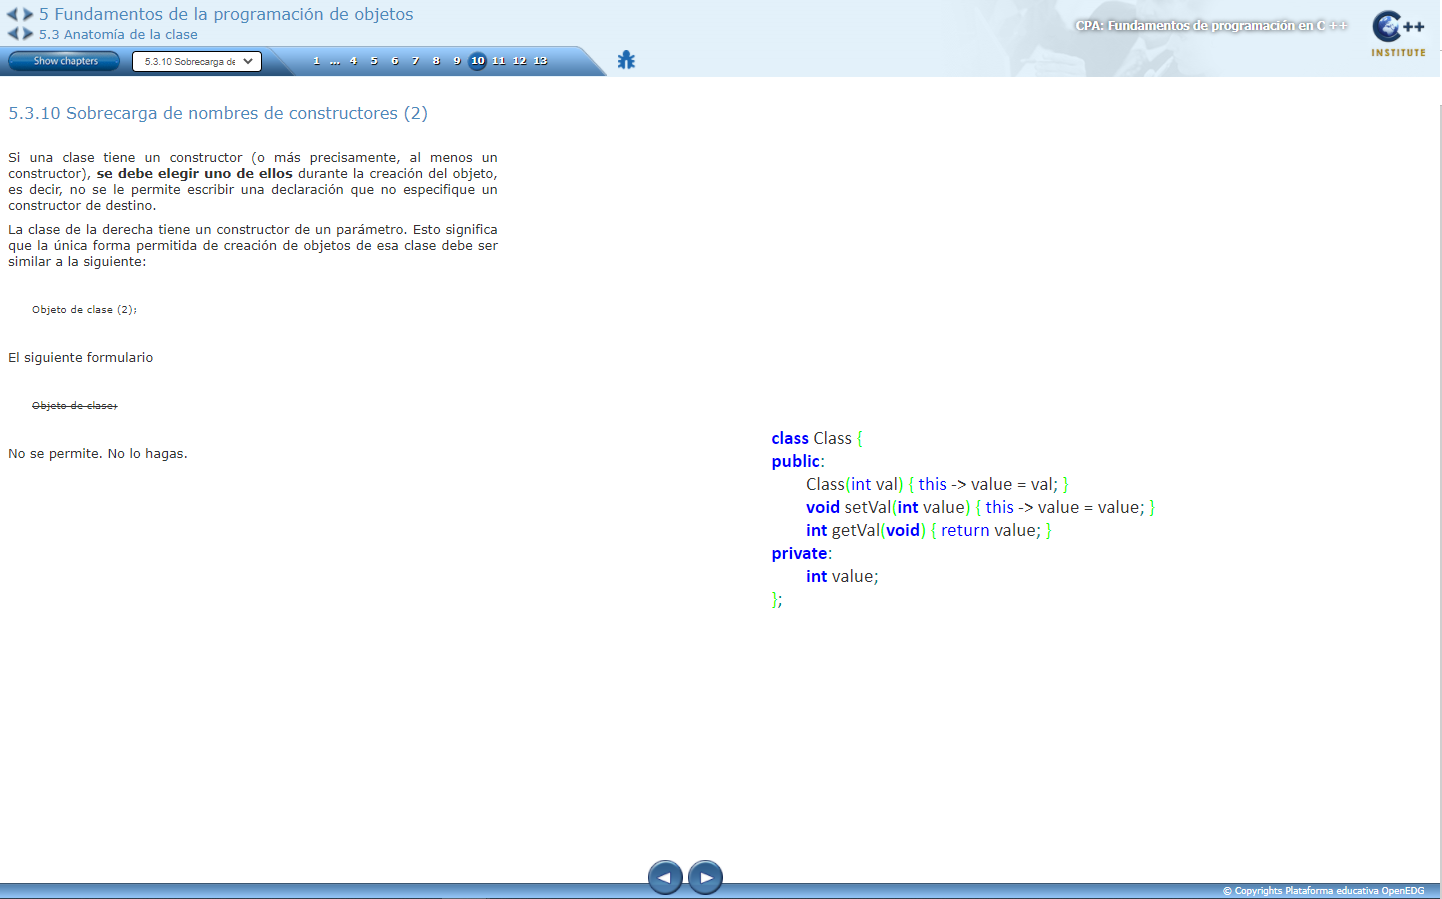 5 Fundamentos de la programación de objetos
5.3 Anatomía de la clase
CPA: Fundamentos de programación en C ++
C++
INSTITUTE
Show chapters
5.3.10 Sobrecarga de
1 ... 4 5 6 7 8 9 10 11 12 13
5.3.10 Sobrecarga de nombres de constructores (2)
Si una clase tiene un constructor (o más precisamente, al menos un
constructor), se debe elegir uno de ellos durante la creación del objeto,
es decir, no se le permite escribir una declaración que no especifique un
constructor de destino.
La clase de la derecha tiene un constructor de un parámetro. Esto significa
que la única forma permitida de creación de objetos de esa clase debe ser
similar a la siguiente:
Objeto de clase (2);
El siguiente formulario
Objeto de clase;
No se permite. No lo hagas.
class Class {
public:
Class(int val) { this -> value = val; }
void setVal(int value) { this -> value = value; }
int getVal(void) { return value; }
private:
int value;
};
© Copyrights Plataforma educativa OpenEDG